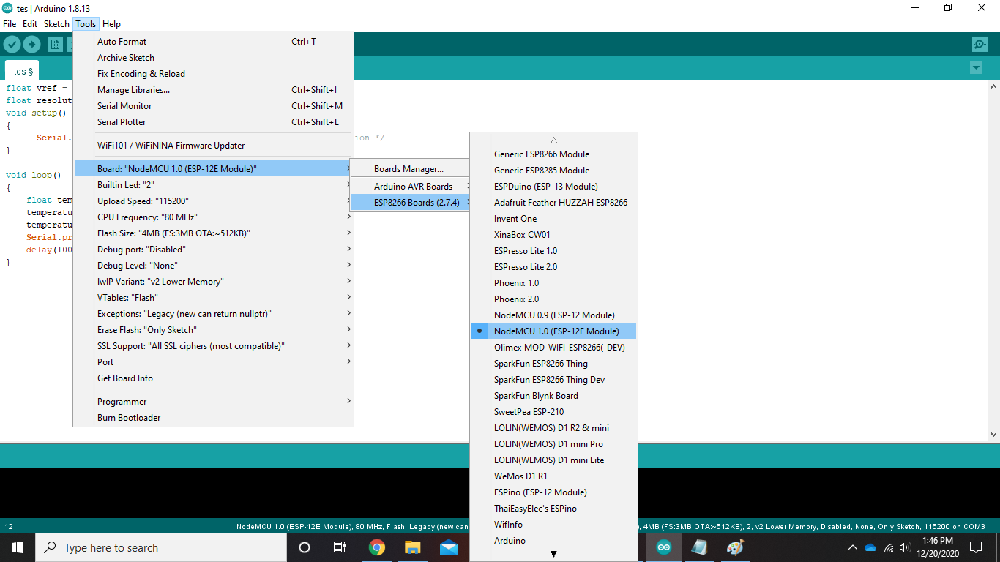 tes | Arduino 1.8.13
File Edit Sketch Tools Help
tes §
float vref =
float resolut
void setup()
{
Serial. ion */
}
void loop()
{
float tem
temperatu
temperatu
Serial.pr
delay(100
}
Auto Format Ctrl+T
Archive Sketch
Fix Encoding & Reload
Manage Libraries... Ctrl+Shift+I
Serial Monitor Ctrl+Shift+M
Serial Plotter Ctrl+Shift+L
WiFi101 / WiFiNINA Firmware Updater
Board: "NodeMCU 1.0 (ESP-12E Module)"
Builtin Led: "2"
Upload Speed: "115200"
CPU Frequency: "80 MHz"
Flash Size: "4MB (FS:3MB OTA:~512KB)"
Debug port: "Disabled"
Debug Level: "None"
lwIP Variant: "v2 Lower Memory"
VTables: "Flash"
Exceptions: "Legacy (new can return nullptr)"
Erase Flash: "Only Sketch"
SSL Support: "All SSL ciphers (most compatible)"
Port
Get Board Info
Programmer
Burn Bootloader
Boards Manager...
Arduino AVR Boards
ESP8266 Boards (2.7.4)
Generic ESP8266 Module
Generic ESP8285 Module
ESPDuino (ESP-13 Module)
Adafruit Feather HUZZAH ESP8266
Invent One
XinaBox CW01
ESPresso Lite 1.0
ESPresso Lite 2.0
Phoenix 1.0
Phoenix 2.0
NodeMCU 0.9 (ESP-12 Module)
NodeMCU 1.0 (ESP-12E Module)
Olimex MOD-WIFI-ESP8266(-DEV)
SparkFun ESP8266 Thing
SparkFun ESP8266 Thing Dev
SparkFun Blynk Board
SweetPea ESP-210
LOLIN(WEMOS) D1 R2 & mini
LOLIN(WEMOS) D1 mini Pro
LOLIN(WEMOS) D1 mini Lite
WeMos D1 R1
ESPino (ESP-12 Module)
ThaiEasyElec's ESPino
WifInfo
Arduino
12 NodeMCU 1.0 (ESP-12E Module), 80 MHz, Flash, Legacy (new can ), 4MB (FS:3MB OTA:~512KB), 2, v2 Lower Memory, Disabled, None, Only Sketch, 115200 on COM3
Type here to search
1:46 PM
12/20/2020